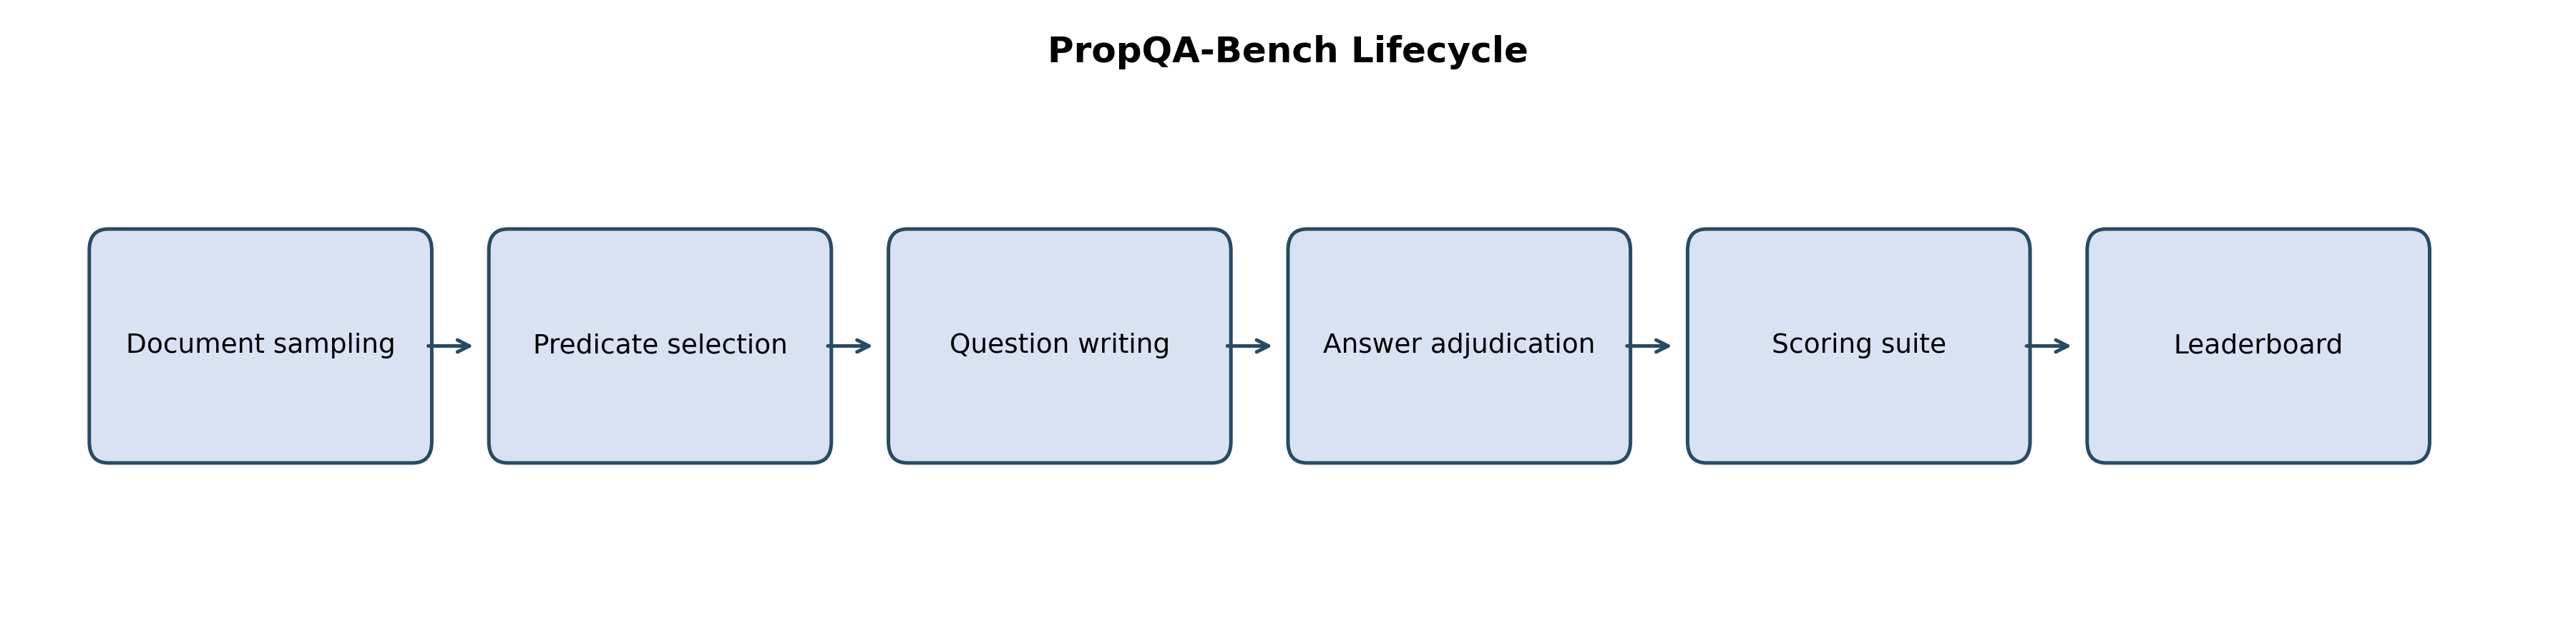 PropQA-Bench Lifecycle
Document sampling
Predicate selection
Question writing
Answer adjudication
Scoring suite
Leaderboard